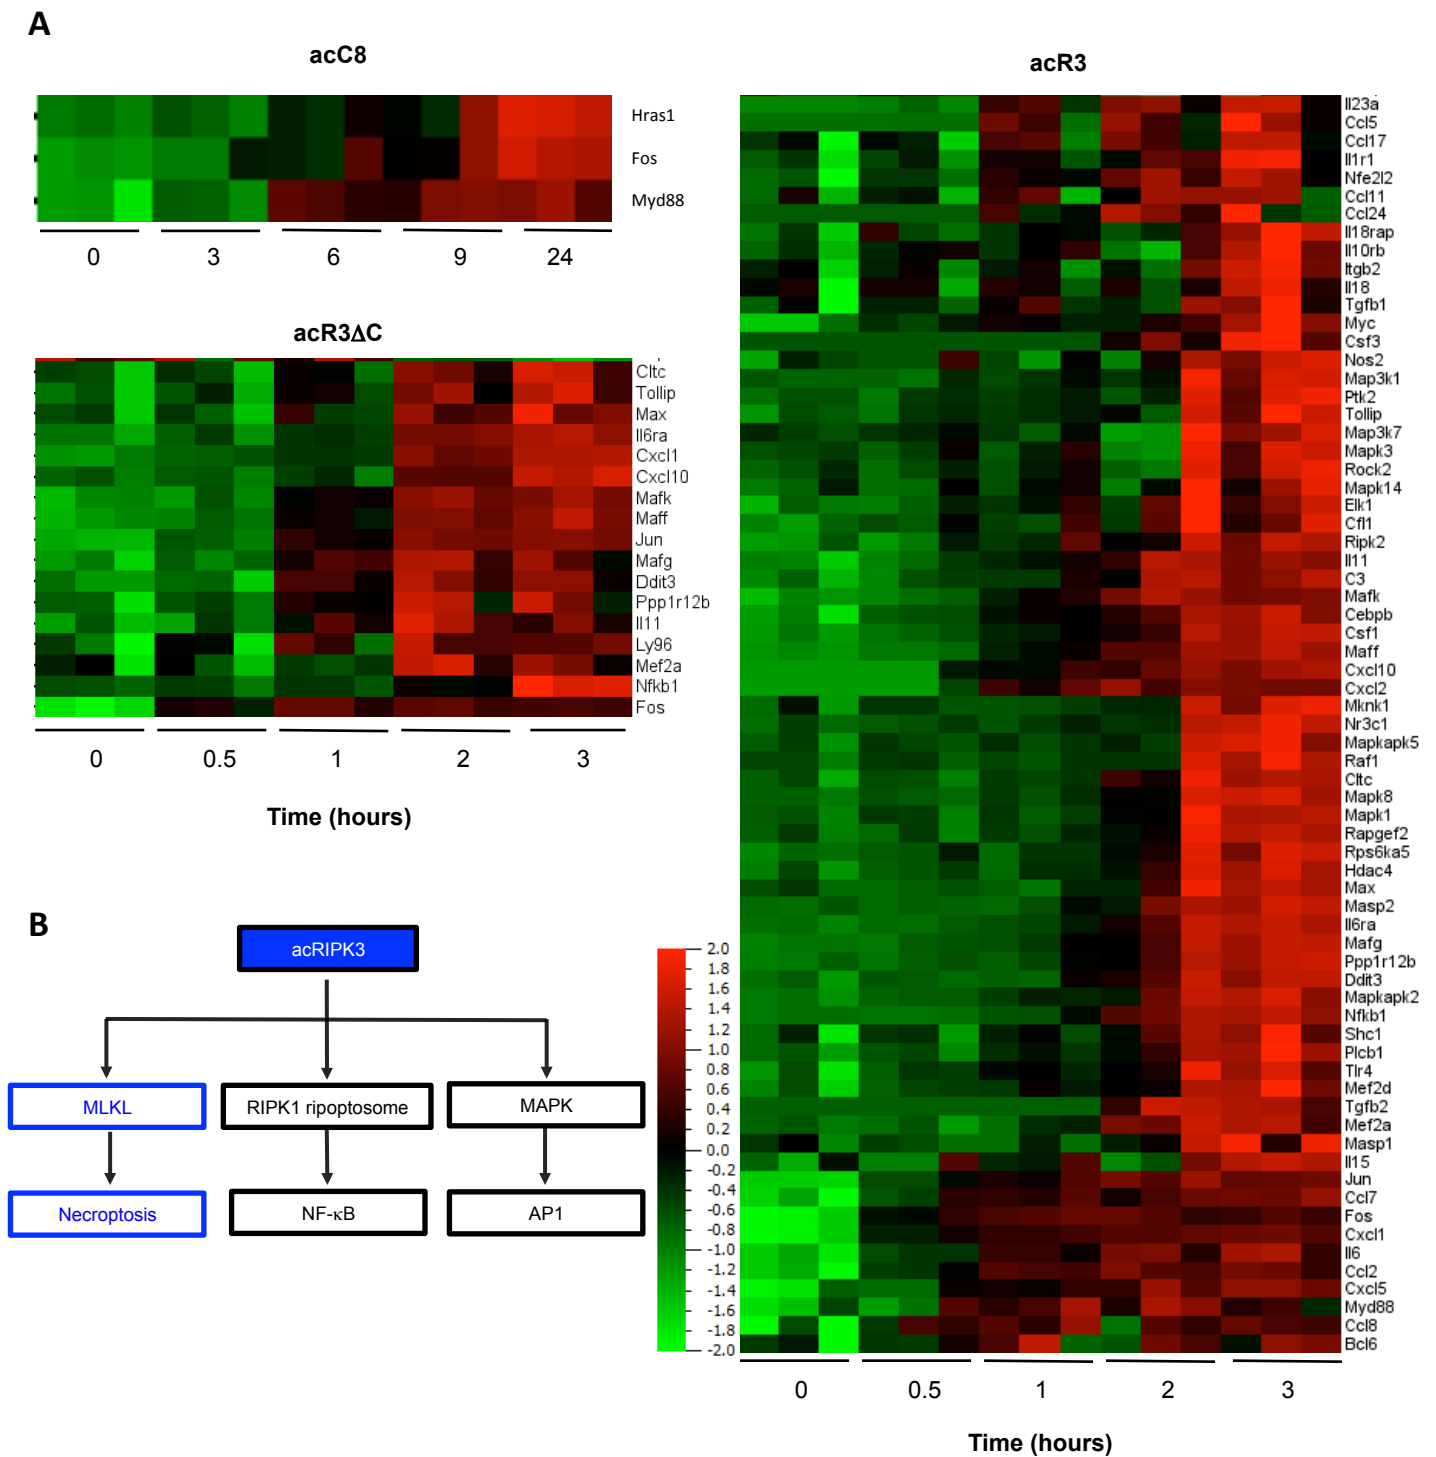 A
acC8
Hras1
Fos
Myd88
0 3 6 9 24
acR3ΔC
Cltc
Tollip
Max
Il6ra
Cxcl1
Cxcl10
Mafk
Maff
Jun
Mafg
Ddit3
Ppp1r12b
Il11
Ly96
Mef2a
Nfkb1
Fos
0 0.5 1 2 3
Time (hours)
acR3
Il23a
Ccl5
Ccl17
Il1r1
Nfe2l2
Ccl11
Ccl24
Il18rap
Il10rb
Itgb2
Il18
Tgfb1
Myc
Csf3
Nos2
Map3k1
Ptk2
Tollip
Map3k7
Mapk3
Rock2
Mapk14
Elk1
Cfl1
Ripk2
Il11
C3
Mafk
Cebpb
Csf1
Maff
Cxcl10
Cxcl2
Mknk1
Nr3c1
Mapkapk5
Raf1
Cltc
Mapk8
Mapk1
Rapgef2
Rps6ka5
Hdac4
Max
Masp2
Il6ra
Mafg
Ppp1r12b
Ddit3
Mapkapk2
Nfkb1
Shc1
Plcb1
Tlr4
Mef2d
Tgfb2
Mef2a
Masp1
Il15
Jun
Ccl7
Fos
Cxcl1
Il6
Ccl2
Cxcl5
Myd88
Ccl8
Bcl6
0 0.5 1 2 3
Time (hours)
B
acRIPK3
MLKL
RIPK1 ripoptosome
MAPK
Necroptosis
NF-κB
AP1
2.0
1.8
1.6
1.4
1.2
1.0
0.8
0.6
0.4
0.2
0.0
-0.2
-0.4
-0.6
-0.8
-1.0
-1.2
-1.4
-1.6
-1.8
-2.0